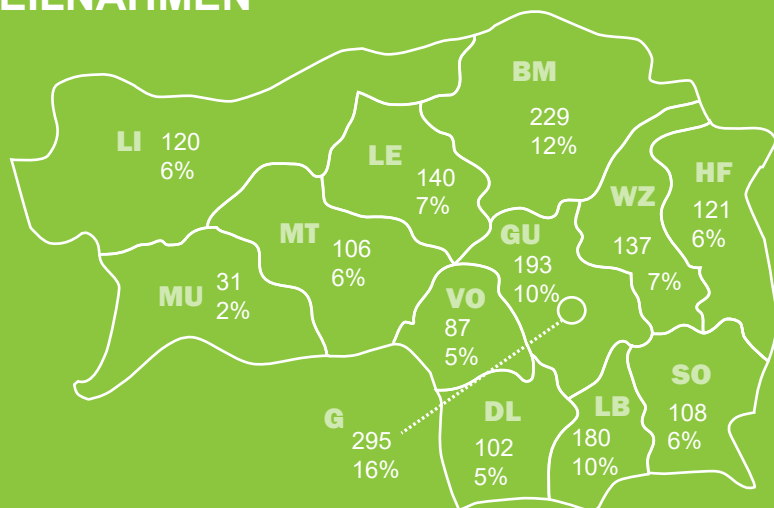 EILNAHMEN
BM
229
12%
LI 120
6%
LE
140
7%
HF
121
6%
WZ
137
7%
MT 106
6%
GU
193
10%
MU 31
2%
VO
87
5%
SO
108
6%
G
295
16%
DL
102
5%
LB
180
10%